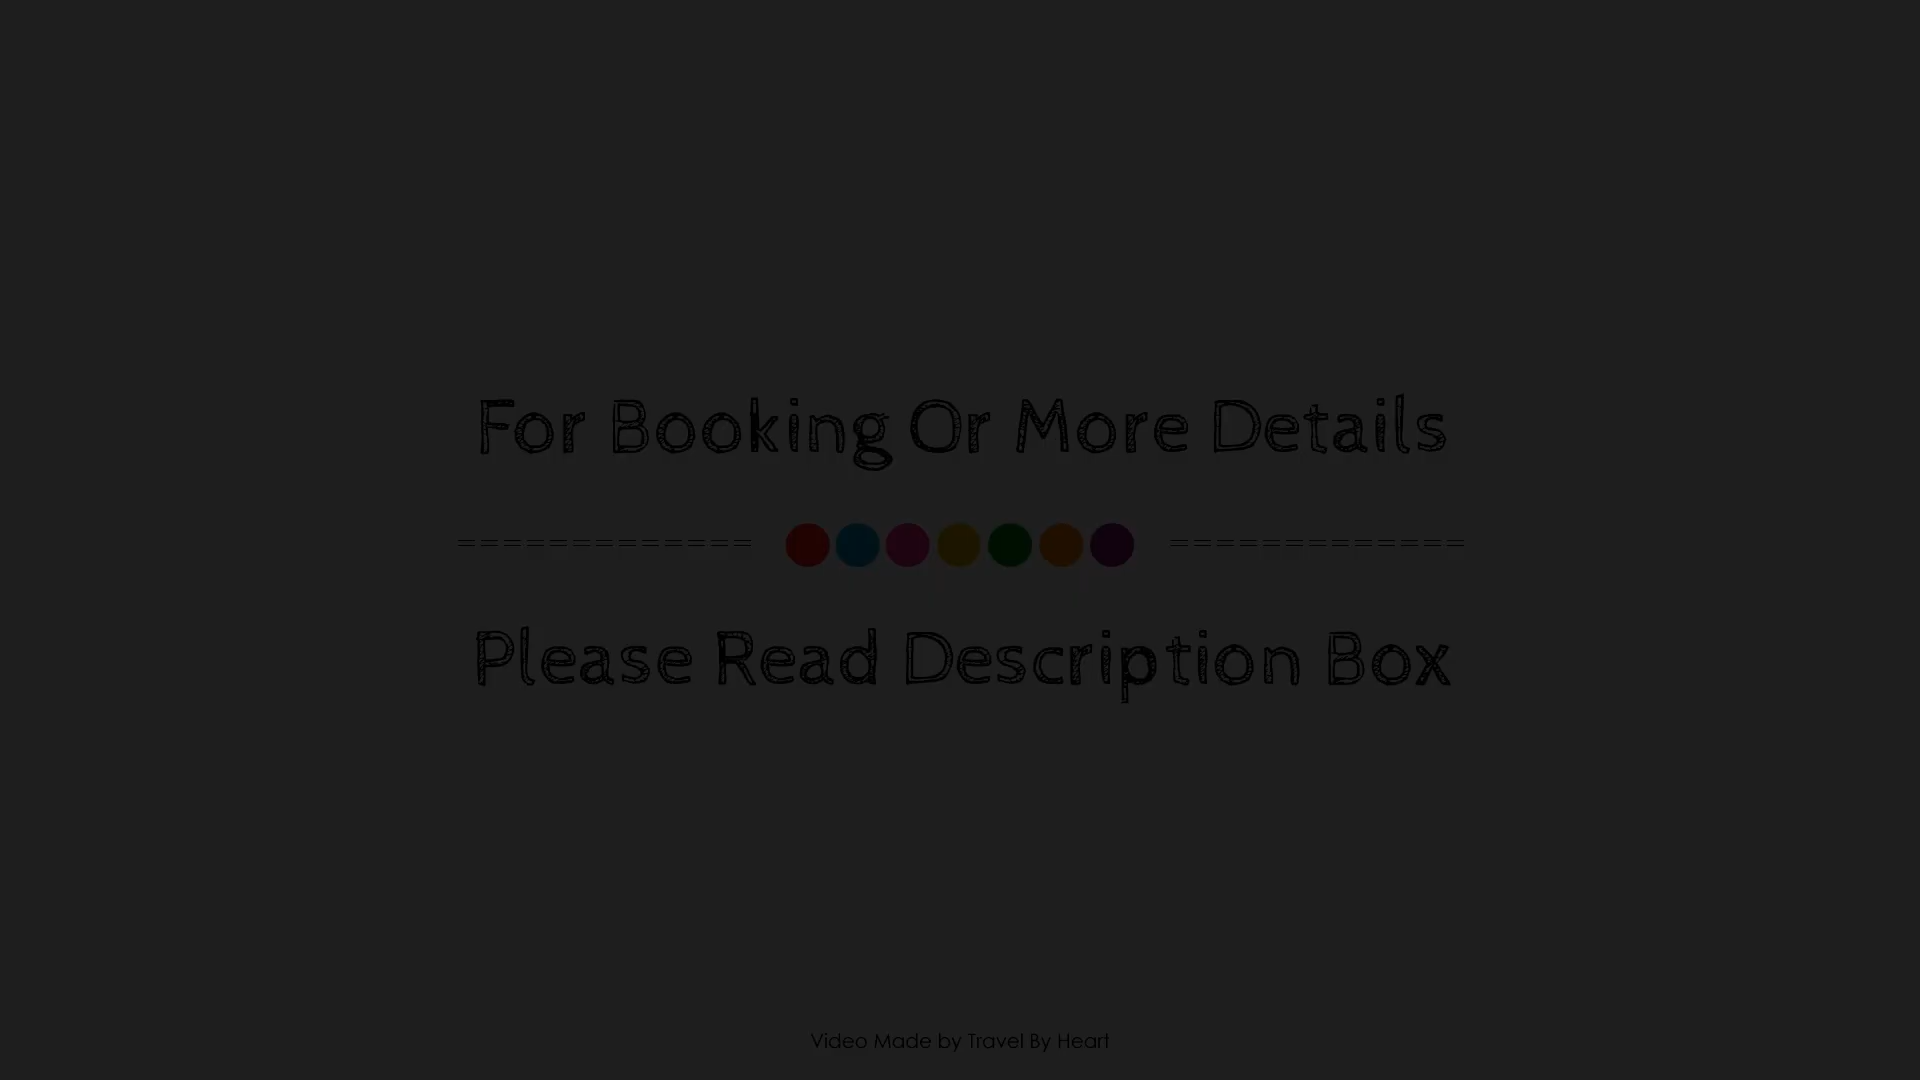 For Booking Or More Details
============= =============
Please Read Description Box
Video Made by Travel By Heart